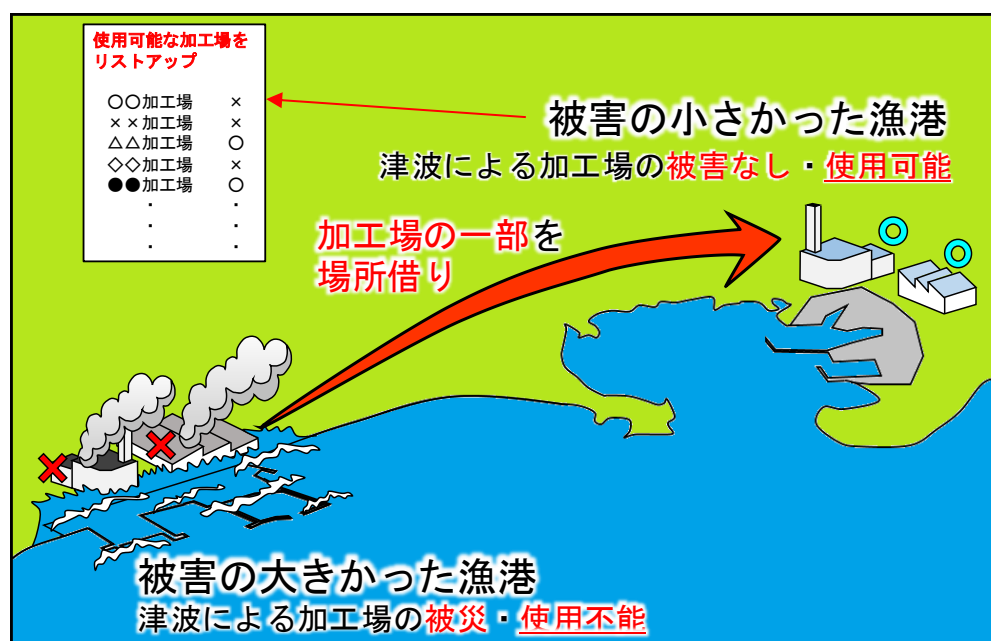 使用可能な加工場を
リストアップ
〇〇加工場 ×
××加工場 ×
△△加工場 〇
◇◇加工場 ×
●●加工場 〇
・ ・
・ ・
・ ・
被害の小さかった漁港
津波による加工場の被害なし・使用可能
加工場の一部を
場所借り
被害の大きかった漁港
津波による加工場の被災・使用不能